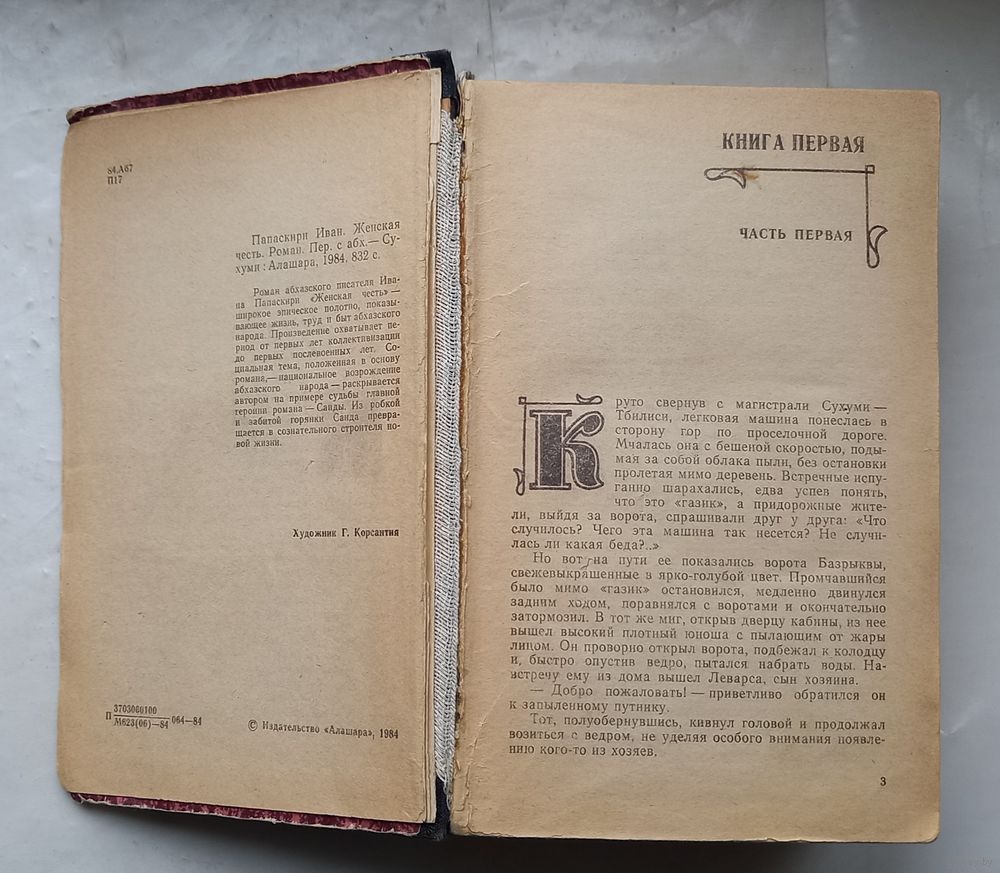 84.Аб7
П17
Папаскири Иван. Женская
честь. Роман. Пер. с абх.— Су-
хуми: Алашара, 1984. 832 с.
Роман абхазского писателя Ива-
на Папаскири «Женская честь» —
широкое эпическое полотно, показы-
вающее жизнь, труд и быт абхазского
народа. Произведение охватывает пе-
риод от первых лет коллективизации
до первых послевоенных лет. Со-
циальная тема, положенная в основу
романа,— национальное возрождение
абхазского народа — раскрывается
автором на примере судьбы главной
героини романа — Саиды. Из робкой
и забитой горянки Саида превра-
щается в сознательного строителя но-
вой жизни.
Художник Г. Корсантия
П 3703000100
М623(06)—84 064—84
© Издательство «Алашара», 1984
КНИГА ПЕРВАЯ
ЧАСТЬ ПЕРВАЯ
Круто свернув с магистрали Сухуми —
Тбилиси, легковая машина понеслась в
сторону гор по проселочной дороге.
Мчалась она с бешеной скоростью, поды-
мая за собой облака пыли, без остановки
пролетая мимо деревень. Встречные испу-
ганно шарахались, едва успев понять,
что это «газик», а придорожные жите-
ли, выйдя за ворота, спрашивали друг у друга: «Что
случилось? Чего эта машина так несется? Не случи-
лась ли какая беда?..»
Но вот на пути ее показались ворота Базрыквы,
свежевыкрашенные в ярко-голубой цвет. Промчавшийся
было мимо «газик» остановился, медленно двинулся
задним ходом, поравнялся с воротами и окончательно
затормозил. В тот же миг, открыв дверцу кабины, из нее
вышел высокий плотный юноша с пылающим от жары
лицом. Он проворно открыл ворота, подбежал к колодцу
и, быстро опустив ведро, пытался набрать воды. На-
встречу ему из дома вышел Леварса, сын хозяина.
— Добро пожаловать! — приветливо обратился он
к запыленному путнику.
Тот, полуобернувшись, кивнул головой и продолжал
возиться с ведром, не уделяя особого внимания появле-
нию кого-то из хозяев.
3